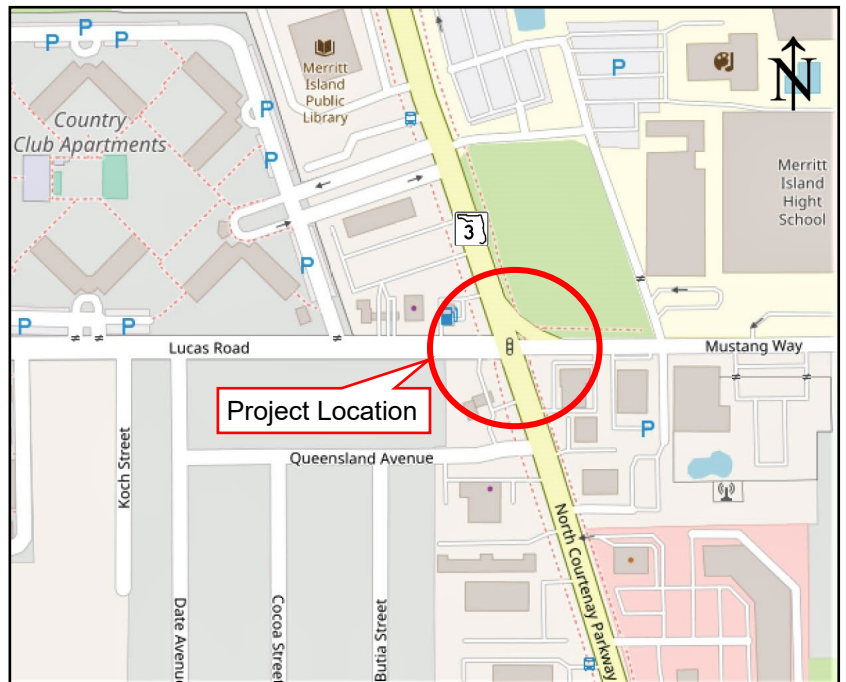 P
P
P
Merritt
Island
Public
Library
P
N
Country
Club Apartments
P
P
Merritt
Island
Hight
School
3
P
P
P
Lucas Road
Mustang Way
Project Location
P
Queensland Avenue
Koch Street
North Courtenay Parkway
Date Avenu
Cocoa Street
Butia Street